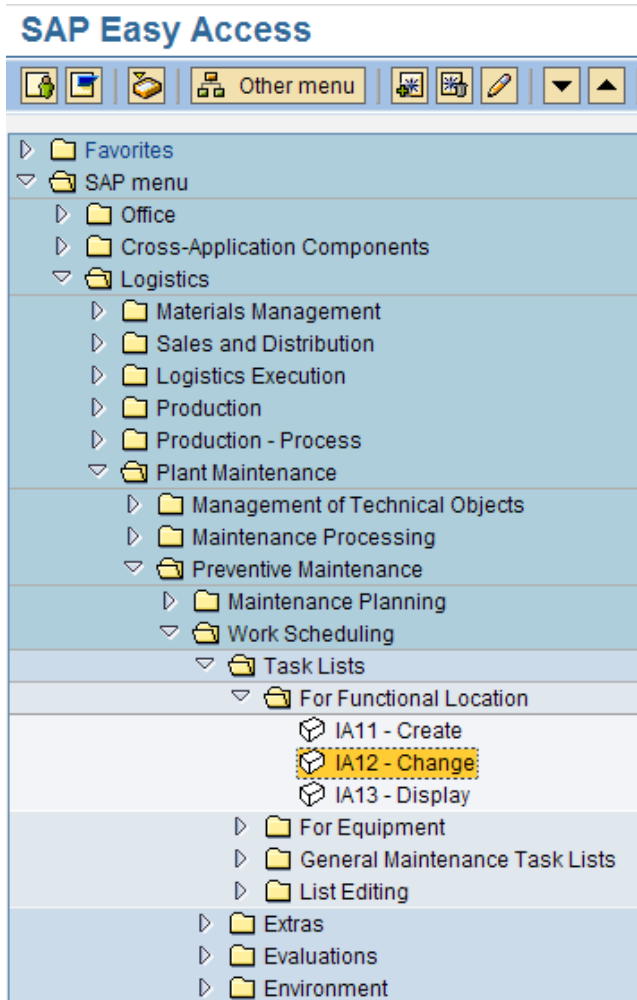 SAP Easy Access
Other menu
Favorites
SAP menu
Office
Cross-Application Components
Logistics
Materials Management
Sales and Distribution
Logistics Execution
Production
Production - Process
Plant Maintenance
Management of Technical Objects
Maintenance Processing
Preventive Maintenance
Maintenance Planning
Work Scheduling
Task Lists
For Functional Location
IA11 - Create
IA12 - Change
IA13 - Display
For Equipment
General Maintenance Task Lists
List Editing
Extras
Evaluations
Environment